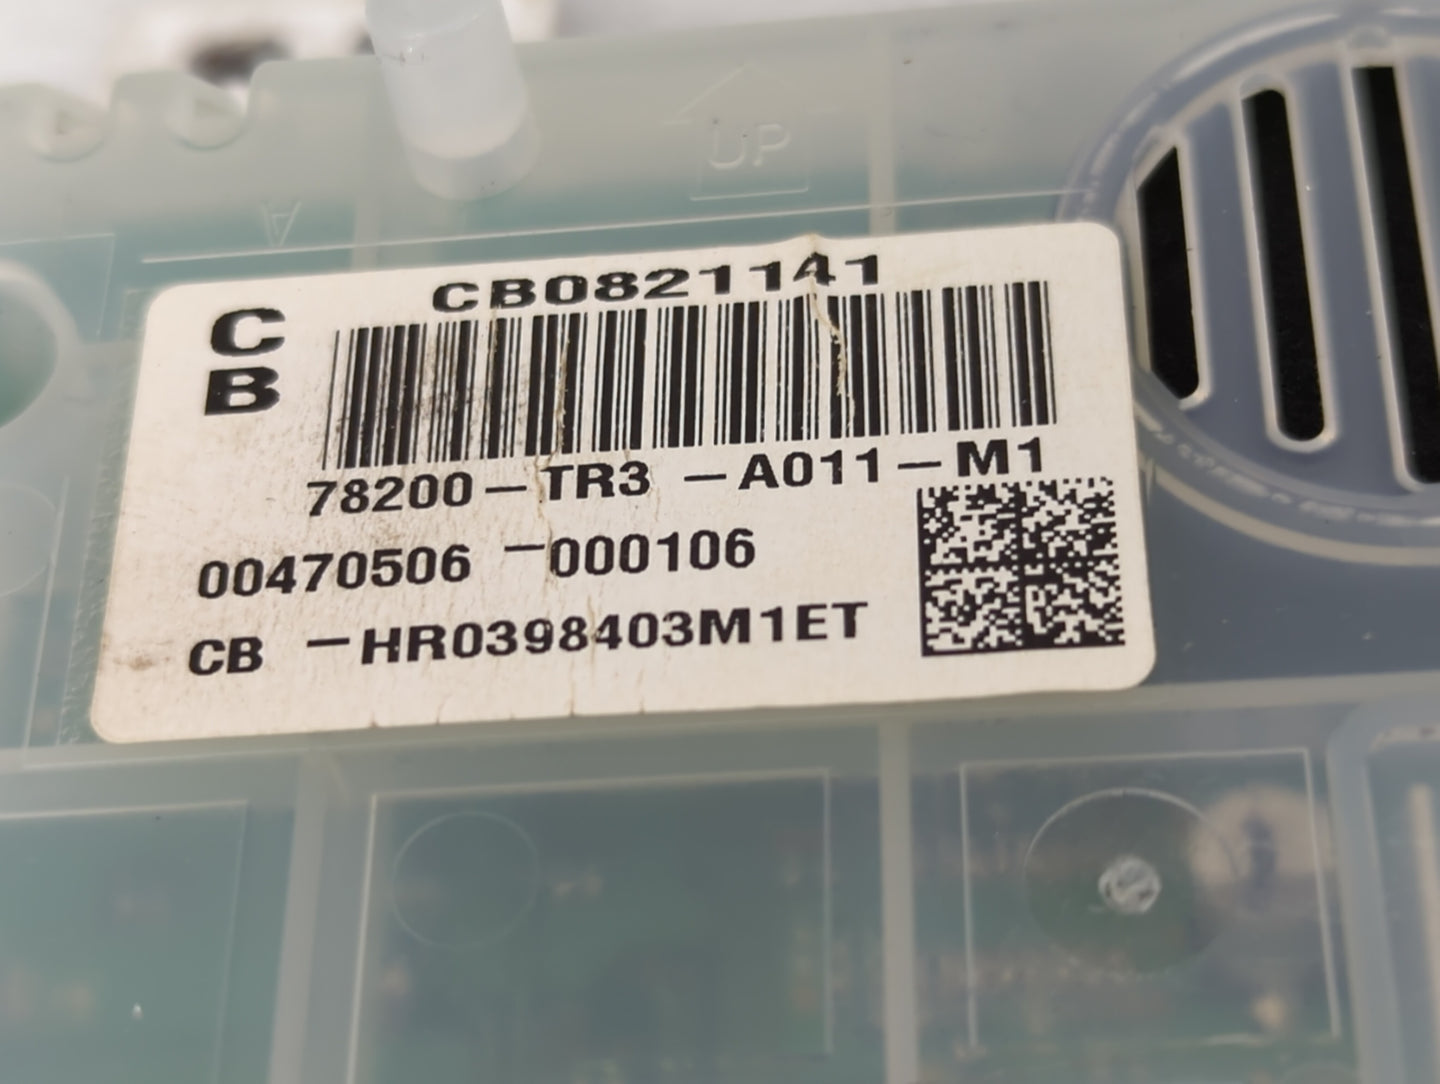 UP
A
CB0821141
C
B
78200-TR3 -A011-M1
00470506 -000106
CB -HR0398403M1ET